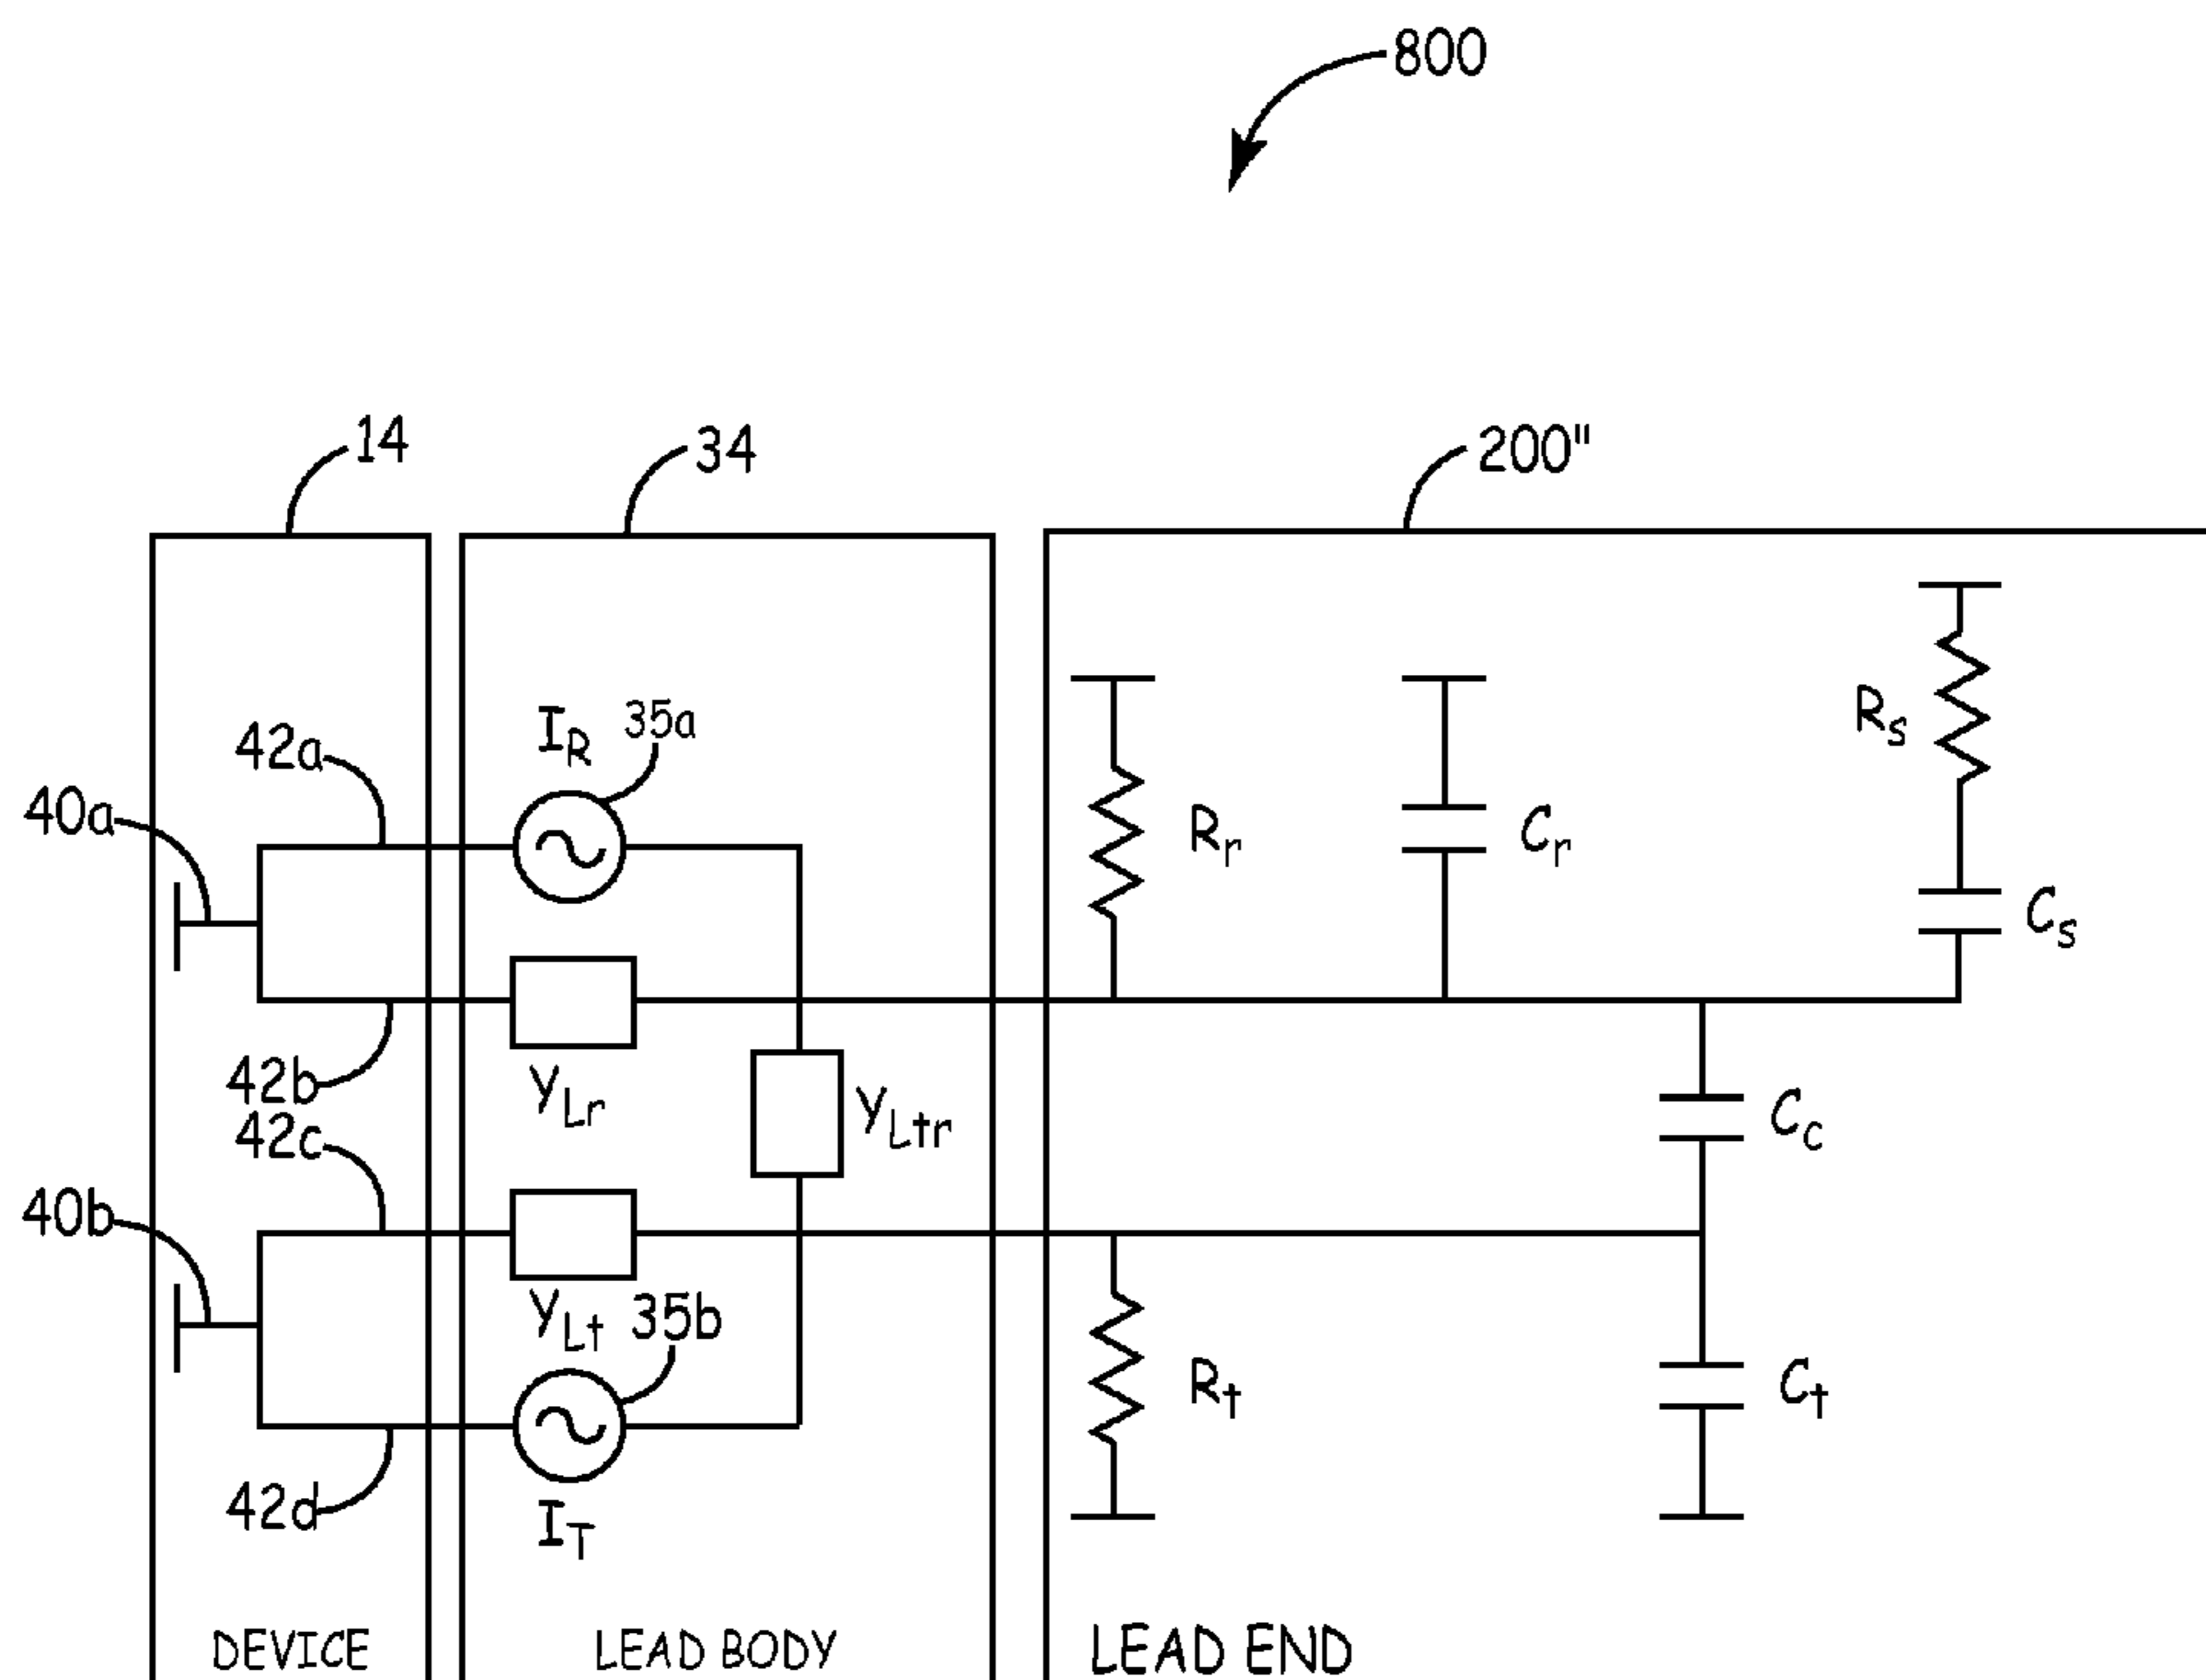 800
14
34
200"
42a
I_R
35a
R_s
40a
R_r
C_r
C_s
42b
Y_Lr
Y_Ltr
C_c
42c
40b
Y_Lt
35b
R_t
C_t
42d
I_T
DEVICE
LEAD BODY
LEAD END